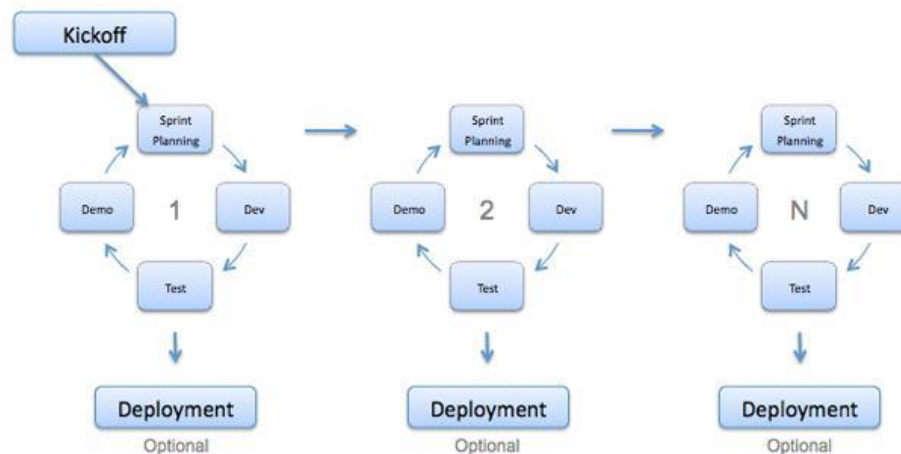 Kickoff
Sprint
Planning
Demo
1
Dev
Test
Deployment
Optional
Sprint
Planning
Demo
2
Dev
Test
Deployment
Optional
Sprint
Planning
Demo
N
Dev
Test
Deployment
Optional